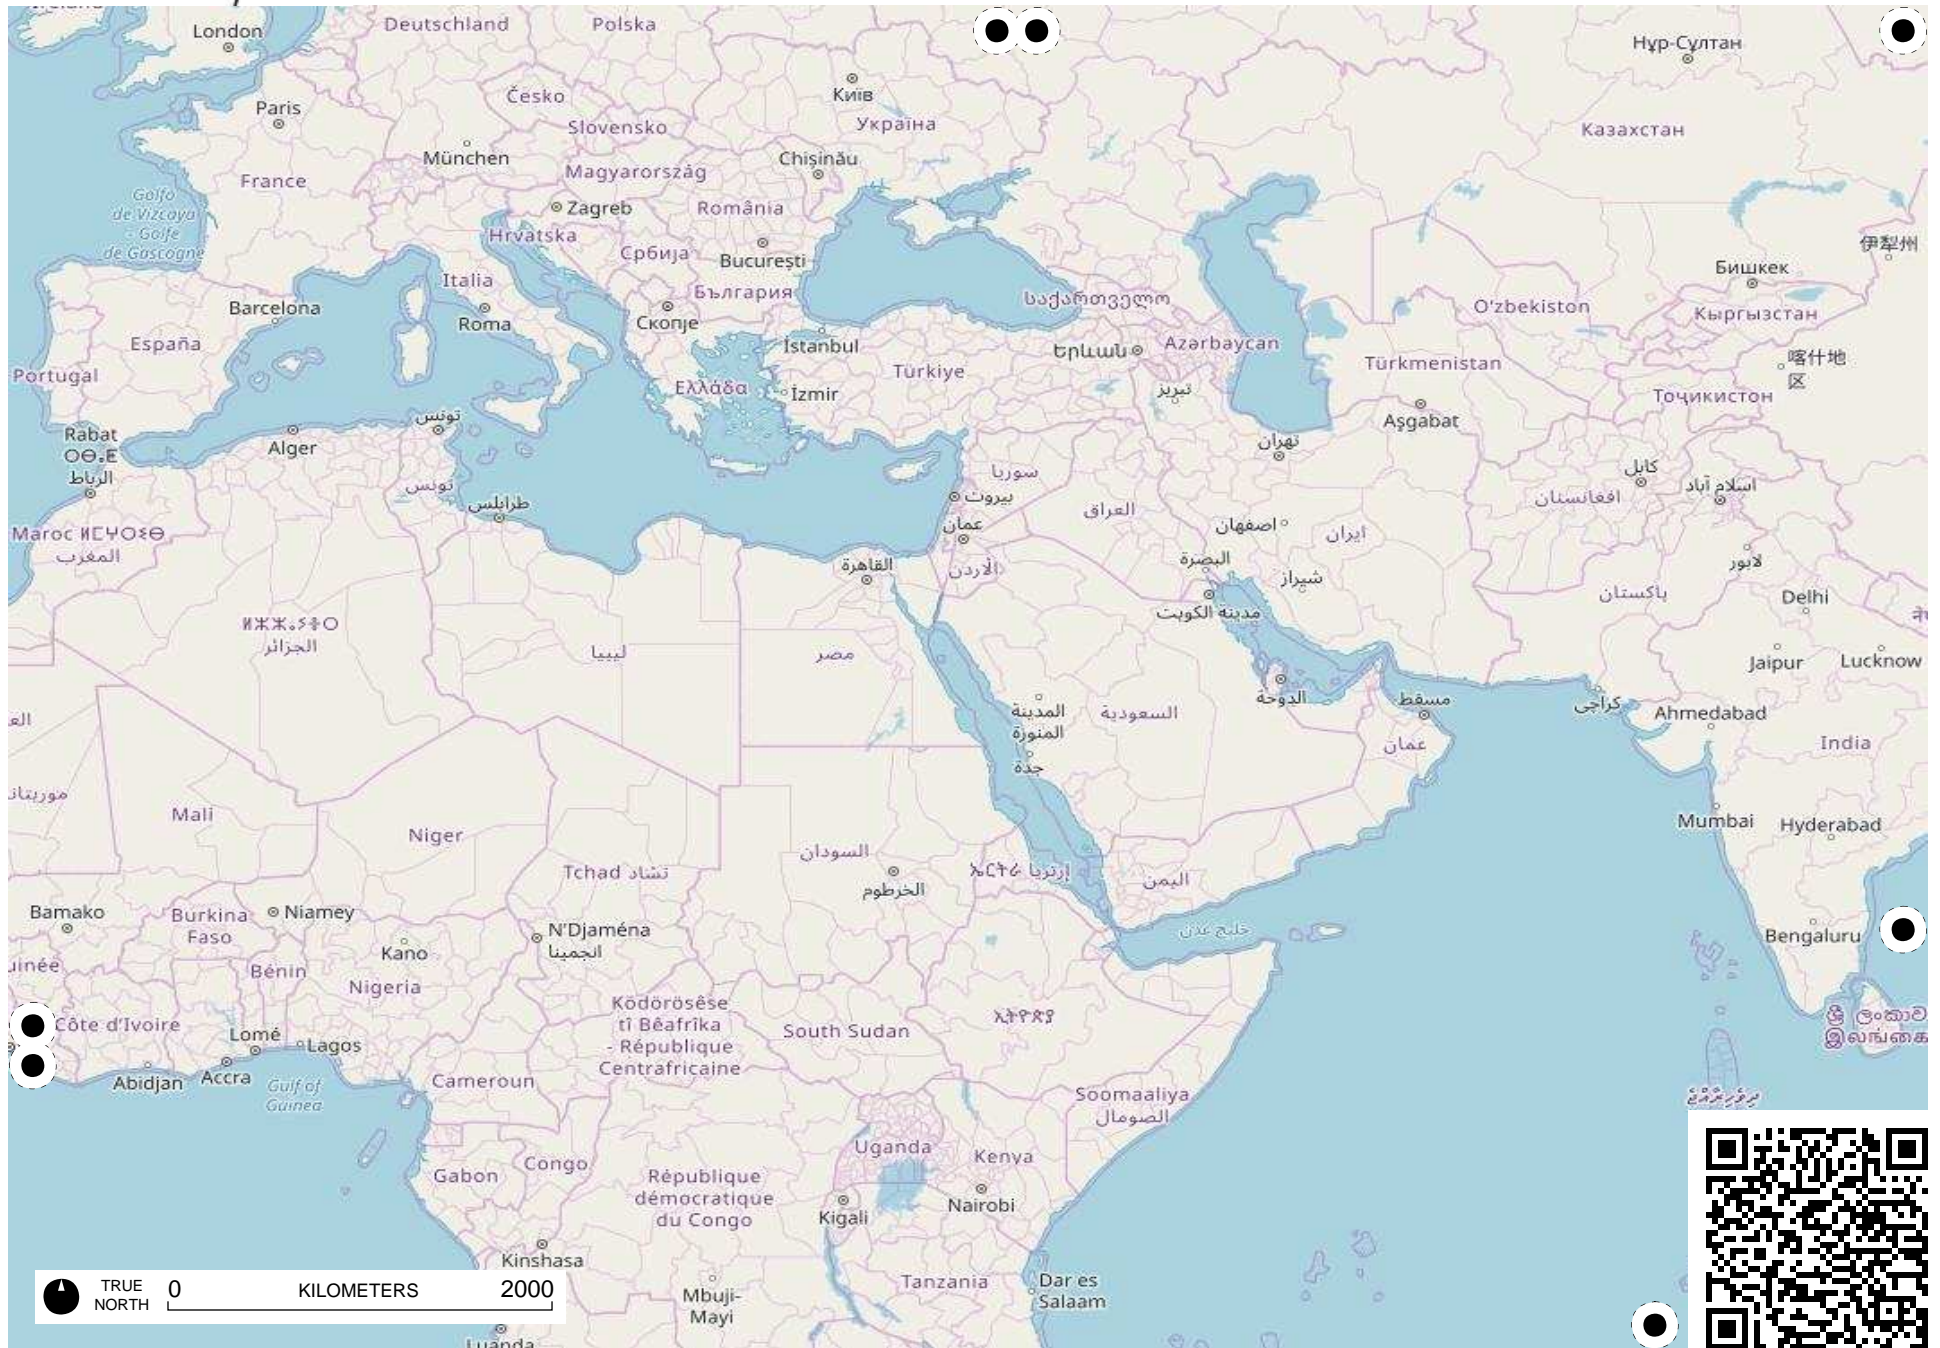 London
Deutschland
Polska
Нұр-Сұлтан
Paris
Česko
Київ
Україна
Slovensko
Казахстан
München
Chișinău
France
Magyarország
Golfo
de Vizcaya
- Golfe
de Gascogne
Zagreb
România
Hrvatska
Србија
București
伊犁州
Бишкек
Italia
България
Barcelona
Roma
Скопје
საქართველო
O'zbekiston
Кыргызстан
España
İstanbul
Երևան
Azərbaycan
喀什地
区
Portugal
Türkiye
Türkmenistan
Ελλάδα
İzmir
تبریز
Тоҷикистон
تونس
Aşgabat
Rabat
ⵔⴱⴰⵟ
الرباط
Alger
تهران
سوريا
كابل
تونس
بيروت
افغانستان
اسلام آباد
طرابلس
العراق
عمان
اصفهان
ایران
Maroc ⵍⵎⵖⵔⵉⴱ
المغرب
القاهرة
الأردن
البصرة
شیراز
لاہور
مدينة الكويت
پاکستان
Delhi
ⵍⵣⵣⴰⵢⴻⵔ
الجزائر
ليبيا
مصر
Jaipur
Lucknow
المدينة
المنورة
السعودية
الدوحة
مسقط
کراچی
Ahmedabad
عمان
India
جدة
Mali
Niger
Mumbai
Hyderabad
السودان
Tchad تشاد
ኤርትራ إرتريا
اليمن
الخرطوم
Bamako
Burkina
Faso
Niamey
N'Djaména
انجمينا
خليج عدن
Bengaluru
Kano
Bénin
Nigeria
Ködörösêse
tî Bêafrîka
- République
Centrafricaine
ኢትዮጵያ
Côte d'Ivoire
Lomé
Lagos
South Sudan
Abidjan
Accra
Gulf of
Guinea
Cameroun
Soomaaliya
الصومال
ދިވެހިރާއްޖެ
Uganda
Kenya
Gabon
Congo
République
démocratique
du Congo
Kigali
Nairobi
Kinshasa
Tanzania
Dar es
Salaam
Mbuji-
Mayi
TRUE
NORTH
0 KILOMETERS 2000
Luanda